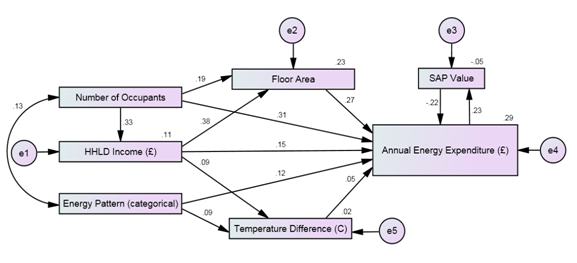 e2
e3
.23
-.05
Floor Area
SAP Value
.19
Number of Occupants
.13
.27
-.22
.23
.31
.33
.38
.29
.11
e1
HHLD Income (£)
.15
Annual Energy Expenditure (£)
e4
.09
.12
.05
Energy Pattern (categorical)
.09
.02
Temperature Difference (C)
e5